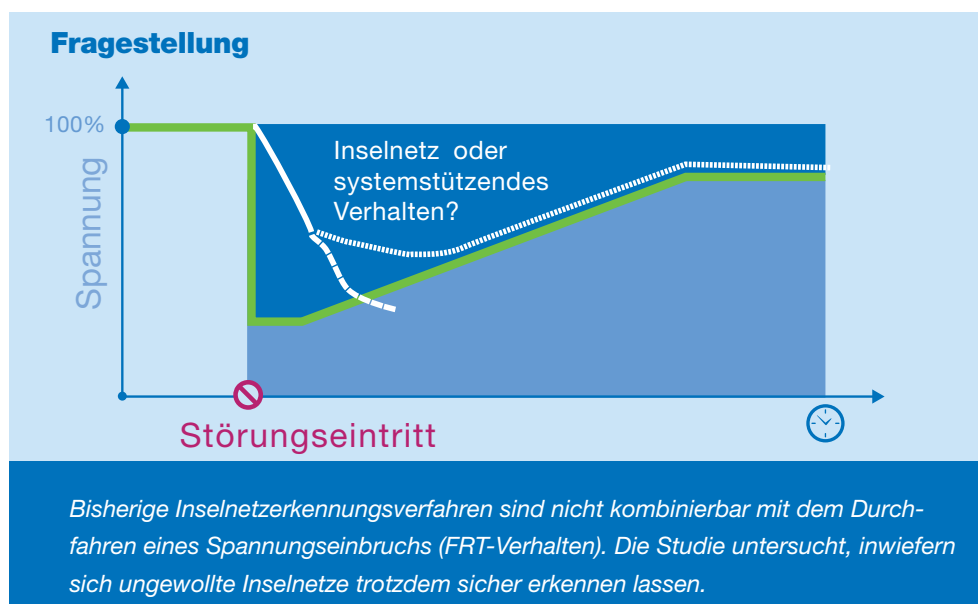 Fragestellung
100%
Spannung
Inselnetz oder
systemstützendes
Verhalten?
Störungseintritt
Bisherige Inselnetzerkennungsverfahren sind nicht kombinierbar mit dem Durch-
fahren eines Spannungseinbruchs (FRT-Verhalten). Die Studie untersucht, inwiefern
sich ungewollte Inselnetze trotzdem sicher erkennen lassen.